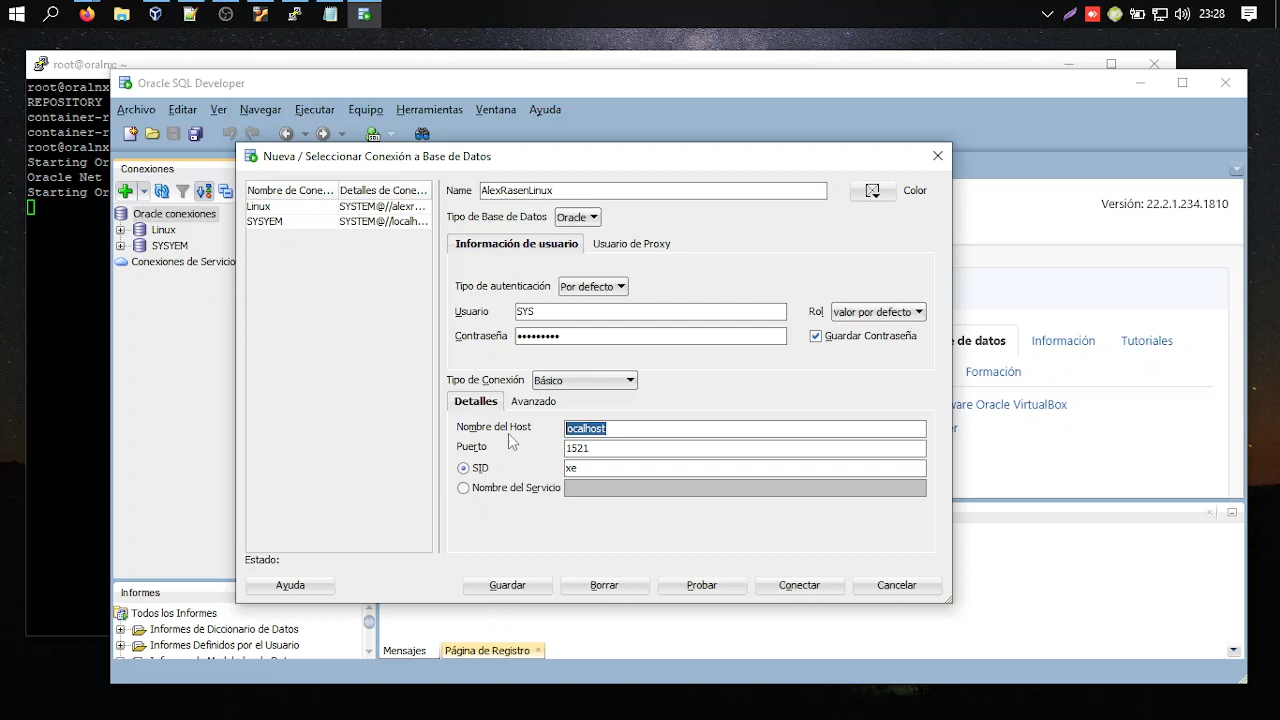 23:28
root@oralnx: ~
root@oraln
REPOSITORY
container-r
container-r
root@oralnx
Starting Or
Oracle Net
Starting Or
Oracle SQL Developer
Archivo Editar Ver Navegar Ejecutar Equipo Herramientas Ventana Ayuda
Conexiones
Oracle conexiones
Linux
SYSYEM
Conexiones de Servicio
Nueva / Seleccionar Conexión a Base de Datos
Nombre de Cone... Detalles de Cone...
Linux SYSTEM@//alexr...
SYSYEM SYSTEM@//localh...
Name AlexRasenLinux Color
Tipo de Base de Datos Oracle
Información de usuario Usuario de Proxy
Tipo de autenticación Por defecto
Usuario SYS Rol valor por defecto
Contraseña ••••••••• Guardar Contraseña
Tipo de Conexión Básico
Detalles Avanzado
Nombre del Host localhost
Puerto 1521
SID xe
Nombre del Servicio
Estado:
Ayuda Guardar Borrar Probar Conectar Cancelar
Versión: 22.2.1.234.1810
e de datos Información Tutoriales
Formación
ware Oracle VirtualBox
er
Informes
Todos los Informes
Informes de Diccionario de Datos
Informes Definidos por el Usuario
Mensajes Página de Registro